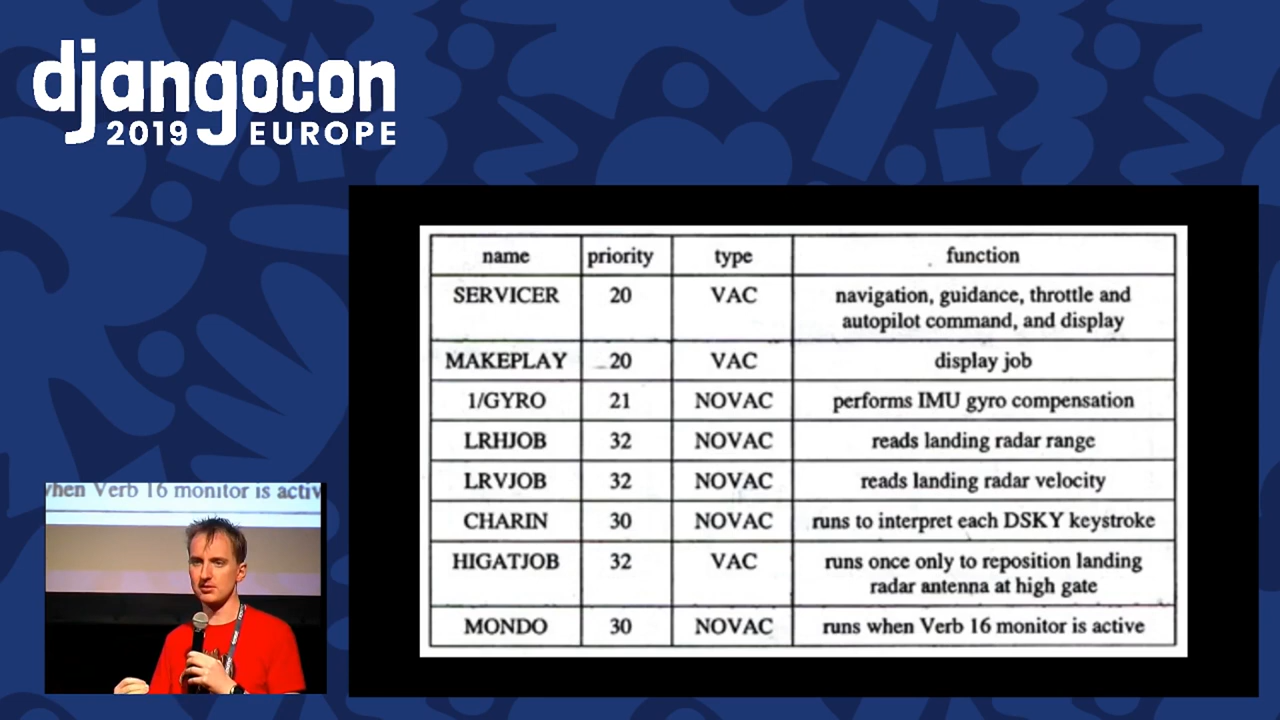 djangocon
2019 EUROPE
name priority type function
SERVICER 20 VAC navigation, guidance, throttle and
autopilot command, and display
MAKEPLAY 20 VAC display job
1/GYRO 21 NOVAC performs IMU gyro compensation
LRHJOB 32 NOVAC reads landing radar range
LRVJOB 32 NOVAC reads landing radar velocity
CHARIN 30 NOVAC runs to interpret each DSKY keystroke
HIGATJOB 32 VAC runs once only to reposition landing
radar antenna at high gate
MONDO 30 NOVAC runs when Verb 16 monitor is active
when Verb 16 monitor is activ